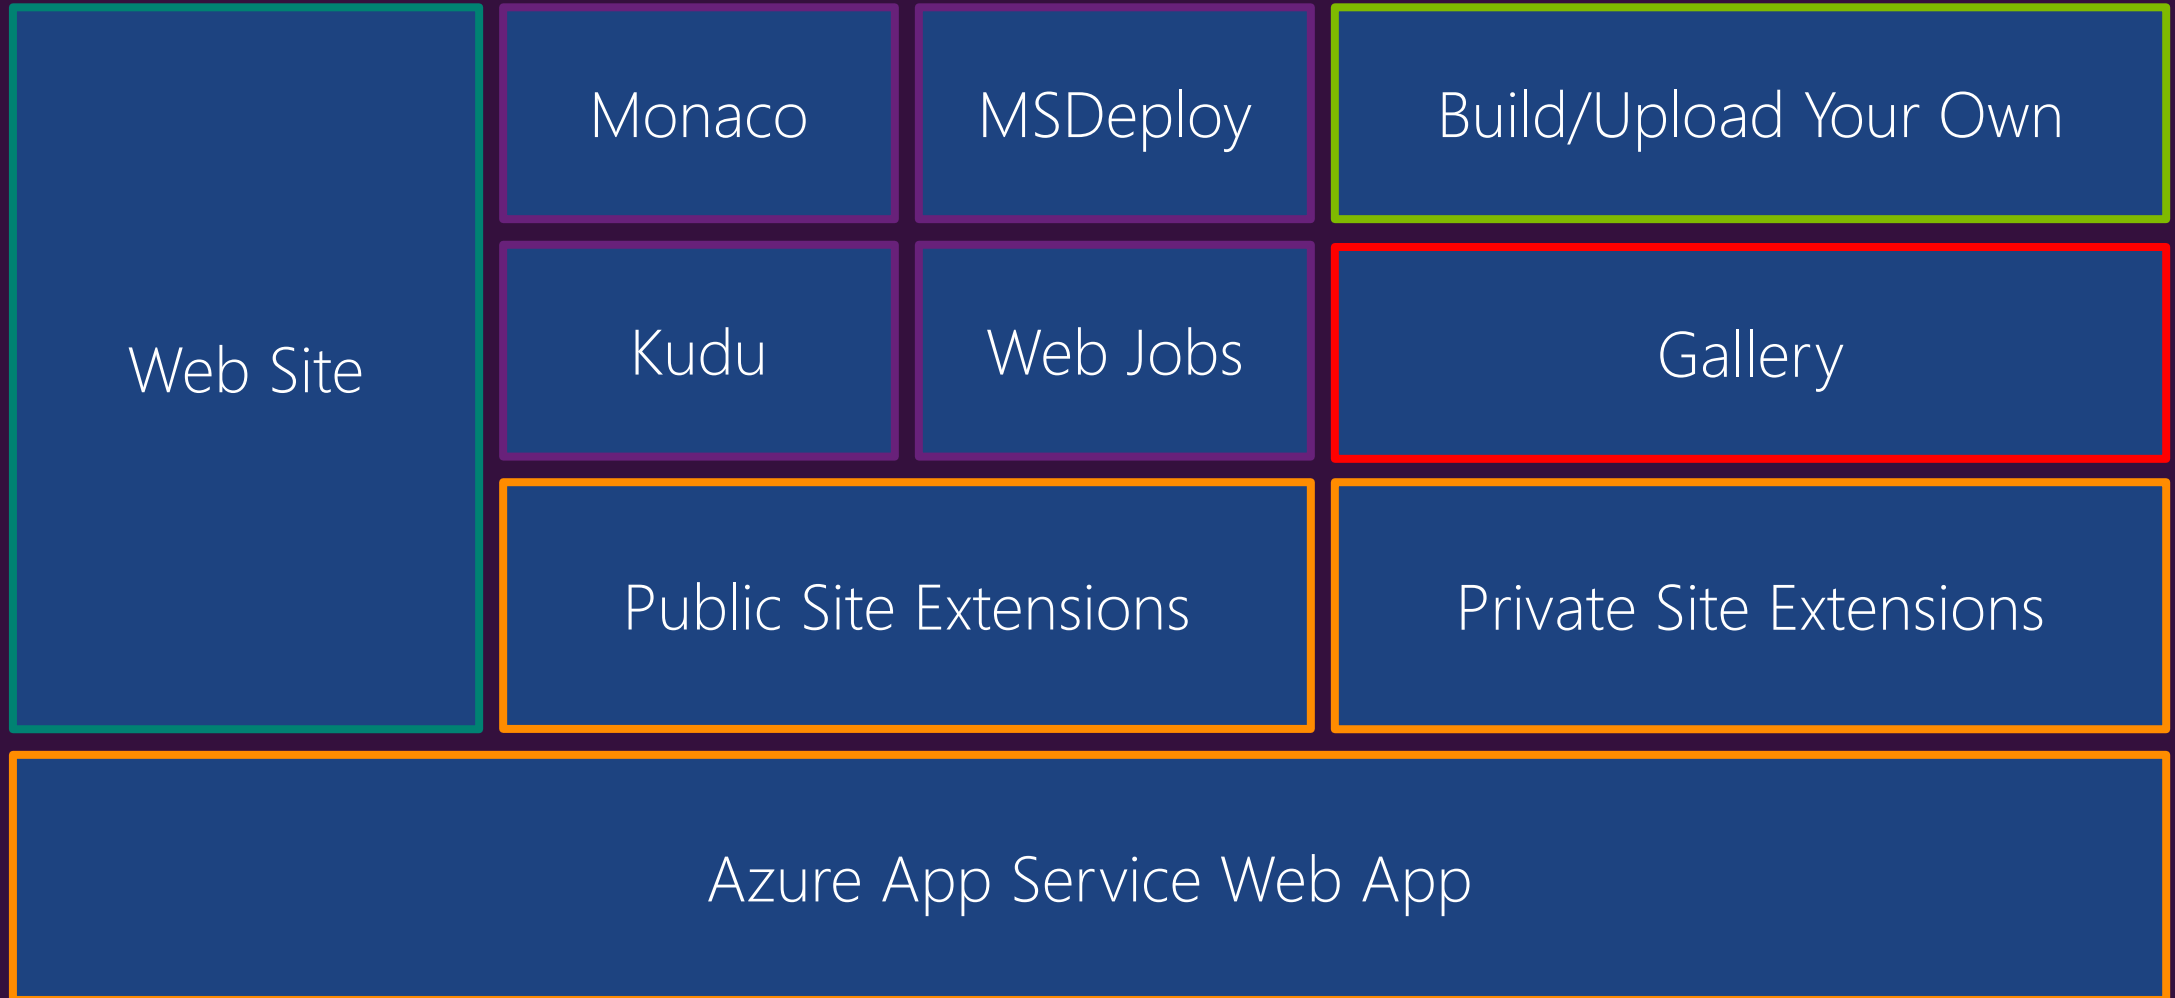 Monaco
MSDeploy
Build/Upload Your Own
Web Site
Kudu
Web Jobs
Gallery
Public Site Extensions
Private Site Extensions
Azure App Service Web App